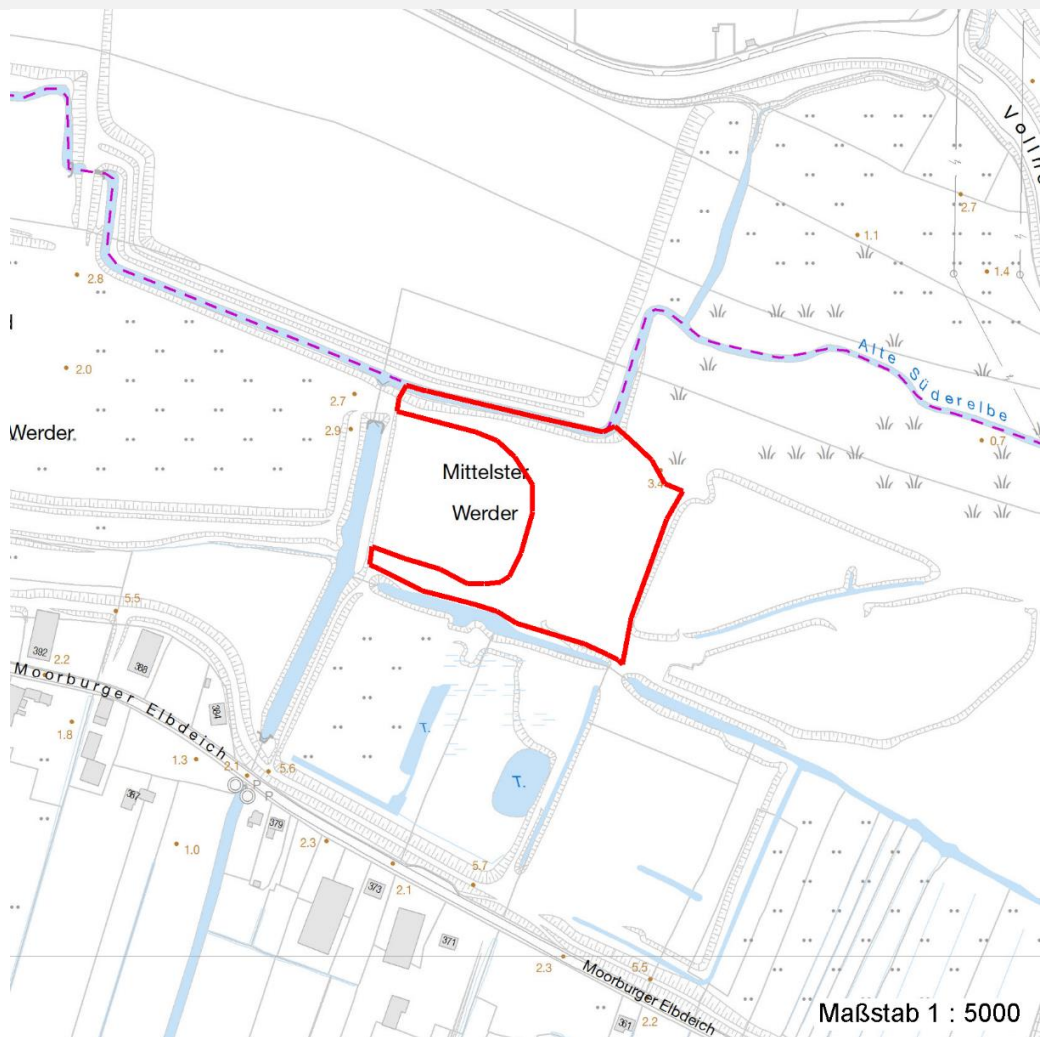 Vollh
2.7
1.1
1.4
2.8
Alte Süderelbe
d
2.0
2.7
2.9
Werder
0.7
Mittelster
Werder
3.4
5.5
392
2.2
368
Moorburger Elbdeich
384
T.
1.8
1.3
2.1
5.6
P
P
T.
367
379
1.0
2.3
5.7
2.1
373
371
2.3
Moorburger Elbdeich
5.5
2.2
361
Maßstab 1 : 5000